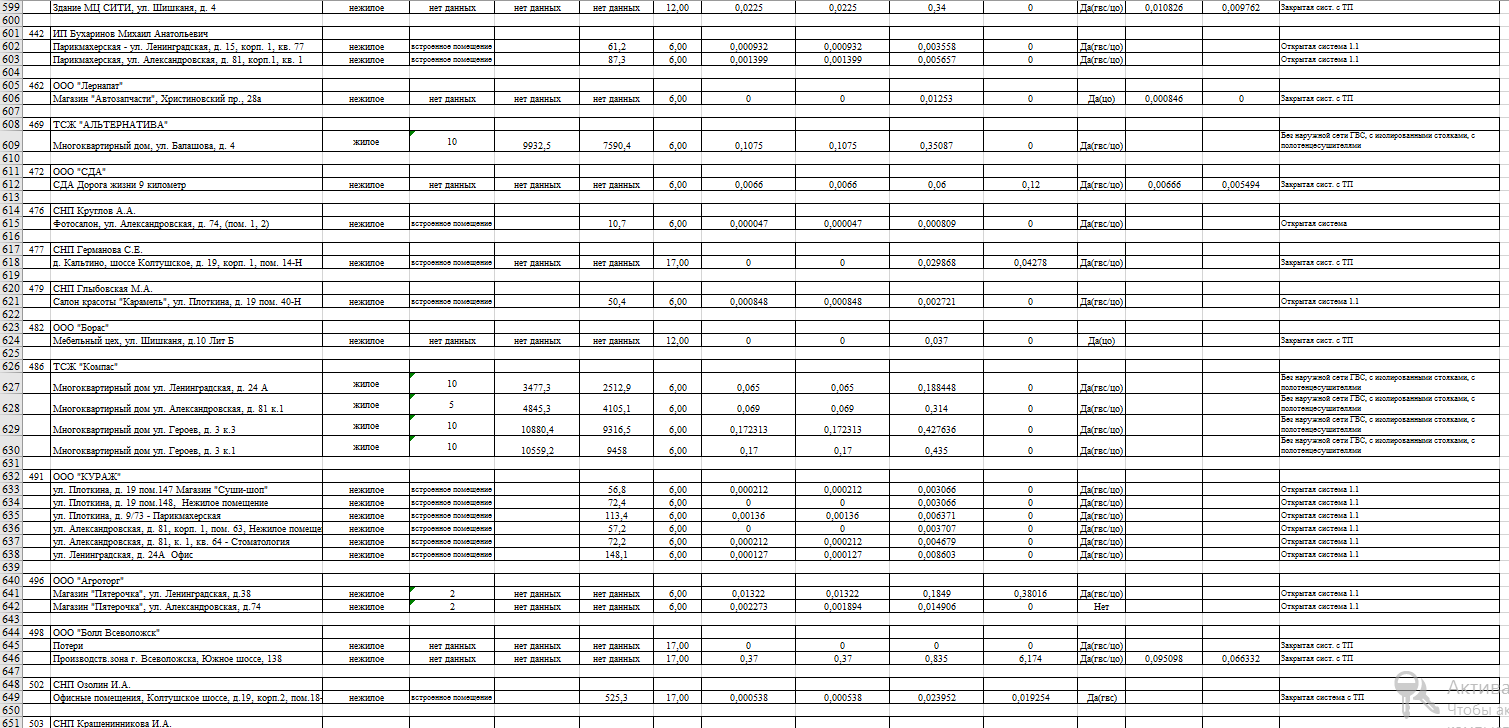 599 Здание МЦ СИТИ, ул. Шишканя, д. 4 нежилое нет данных нет данных нет данных 12,00 0,0225 0,0225 0,34 0 Да(гвс/цо) 0,010826 0,009762 Закрытая сист. с ТП
600
601 442 ИП Бухаринов Михаил Анатольевич
602 Парикмахерская - ул. Ленинградская, д. 15, корп. 1, кв. 77 нежилое встроенное помещение 61,2 6,00 0,000932 0,000932 0,003558 0 Да(гвс/цо) Открытая система 1.1
603 Парикмахерская, ул. Александровская, д. 81, корп.1, кв. 1 нежилое встроенное помещение 87,3 6,00 0,001399 0,001399 0,005657 0 Да(гвс/цо) Открытая система 1.1
604
605 462 ООО "Лернапат"
606 Магазин "Автозапчасти", Христиновский пр., 28а нежилое нет данных нет данных нет данных 6,00 0 0 0,01253 0 Да(цо) 0,000846 0 Закрытая сист. с ТП
607
608 469 ТСЖ "АЛЬТЕРНАТИВА"
609 Многоквартирный дом, ул. Балашова, д. 4 жилое 10 9932,5 7590,4 6,00 0,1075 0,1075 0,35087 0 Да(гвс/цо) Без наружной сети ГВС, с изолированными стояками, с
полотенцесушителями
610
611 472 ООО "СДА"
612 СДА Дорога жизни 9 километр нежилое нет данных нет данных нет данных 6,00 0,0066 0,0066 0,06 0,12 Да(гвс/цо) 0,00666 0,005494 Закрытая сист. с ТП
613
614 476 СНП Круглов А.А.
615 Фотосалон, ул. Александровская, д. 74, (пом. 1, 2) нежилое встроенное помещение 10,7 6,00 0,000047 0,000047 0,000809 0 Да(гвс/цо) Открытая система
616
617 477 СНП Германова С.Е.
618 д. Кальтино, шоссе Колтушское, д. 19, корп. 1, пом. 14-Н нежилое встроенное помещение нет данных нет данных 17,00 0 0 0,029868 0,04278 Да(гвс/цо) Закрытая сист. с ТП
619
620 479 СНП Глыбовская М.А.
621 Салон красоты "Карамель", ул. Плоткина, д. 19 пом. 40-Н нежилое встроенное помещение 50,4 6,00 0,000848 0,000848 0,002721 0 Да(гвс/цо) Открытая система 1.1
622
623 482 ООО "Борас"
624 Мебельный цех, ул. Шишканя, д.10 Лит Б нежилое нет данных нет данных нет данных 12,00 0 0 0,037 0 Да(цо) Закрытая сист. с ТП
625
626 486 ТСЖ "Компас"
627 Многоквартирный дом ул. Ленинградская, д. 24 А жилое 10 3477,3 2512,9 6,00 0,065 0,065 0,188448 0 Да(гвс/цо) Без наружной сети ГВС, с изолированными стояками, с
полотенцесушителями
628 Многоквартирный дом ул. Александровская, д. 81 к.1 жилое 5 4845,3 4105,1 6,00 0,069 0,069 0,314 0 Да(гвс/цо) Без наружной сети ГВС, с изолированными стояками, с
полотенцесушителями
629 Многоквартирный дом ул. Героев, д. 3 к.3 жилое 10 10880,4 9316,5 6,00 0,172313 0,172313 0,427636 0 Да(гвс/цо) Без наружной сети ГВС, с изолированными стояками, с
полотенцесушителями
630 Многоквартирный дом ул. Героев, д. 3 к.1 жилое 10 10559,2 9458 6,00 0,17 0,17 0,435 0 Да(гвс/цо) Без наружной сети ГВС, с изолированными стояками, с
полотенцесушителями
631
632 491 ООО "КУРАЖ"
633 ул. Плоткина, д. 19 пом.147 Магазин "Суши-шоп" нежилое встроенное помещение 56,8 6,00 0,000212 0,000212 0,003066 0 Да(гвс/цо) Открытая система 1.1
634 ул. Плоткина, д. 19 пом.148, Нежилое помещение нежилое встроенное помещение 72,4 6,00 0 0 0,003066 0 Да(гвс/цо) Открытая система 1.1
635 ул. Плоткина, д. 9/73 - Парикмахерская нежилое встроенное помещение 113,4 6,00 0,00136 0,00136 0,006371 0 Да(гвс/цо) Открытая система 1.1
636 ул. Александровская, д. 81, корп. 1, пом. 63, Нежилое помеще нежилое встроенное помещение 57,2 6,00 0 0 0,003707 0 Да(гвс/цо) Открытая система 1.1
637 ул. Александровская, д. 81, к. 1, кв. 64 - Стоматология нежилое встроенное помещение 72,2 6,00 0,000212 0,000212 0,004679 0 Да(гвс/цо) Открытая система 1.1
638 ул. Ленинградская, д. 24А Офис нежилое встроенное помещение 148,1 6,00 0,000127 0,000127 0,008603 0 Да(гвс/цо) Открытая система 1.1
639
640 496 ООО "Агроторг"
641 Магазин "Пятерочка", ул. Ленинградская, д.38 нежилое 2 нет данных нет данных 6,00 0,01322 0,01322 0,1849 0,38016 Да(гвс/цо) Открытая система 1.1
642 Магазин "Пятерочка", ул. Александровская, д.74 нежилое 2 нет данных нет данных 6,00 0,002273 0,001894 0,014906 0 Нет Открытая система 1.1
643
644 498 ООО "Болл Всеволожск"
645 Потери нежилое нет данных нет данных нет данных 17,00 0 0 0 0 Да(гвс/цо) Закрытая сист. с ТП
646 Производств.зона г. Всеволожска, Южное шоссе, 138 нежилое нет данных нет данных нет данных 17,00 0,37 0,37 0,835 6,174 Да(гвс/цо) 0,095098 0,066332 Закрытая сист. с ТП
647
648 502 СНП Озолин И.А.
649 Офисные помещения, Колтушское шоссе, д.19, корп.2, пом.18- нежилое встроенное помещение 525,3 17,00 0,000538 0,000538 0,023952 0,019254 Да(гвс) Закрытая система с ТП
650
651 503 СНП Крашенинникова И.А.
Актива
Чтобы ак